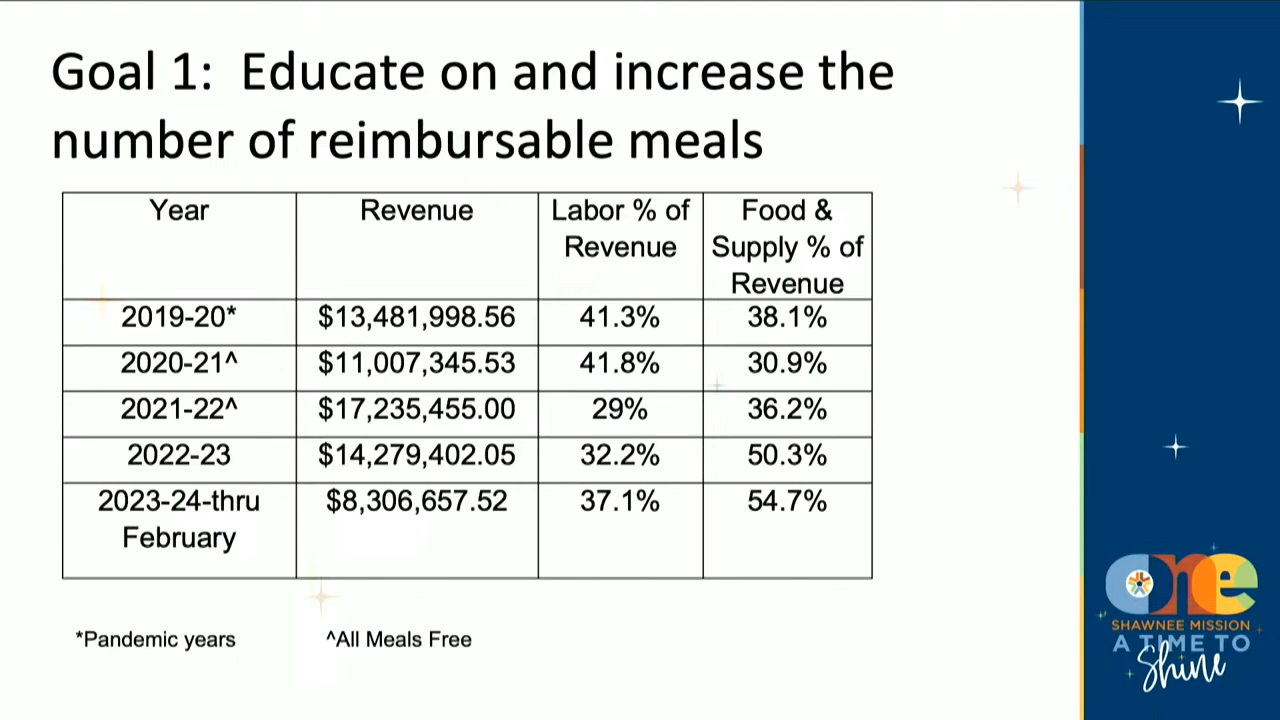 Goal 1:  Educate on and increase the
number of reimbursable meals
Year Revenue Labor % of Revenue Food & Supply % of Revenue
2019-20* $13,481,998.56 41.3% 38.1%
2020-21^ $11,007,345.53 41.8% 30.9%
2021-22^ $17,235,455.00 29% 36.2%
2022-23 $14,279,402.05 32.2% 50.3%
2023-24-thru February $8,306,657.52 37.1% 54.7%
*Pandemic years ^All Meals Free
one
SHAWNEE MISSION
A TIME TO
Shine